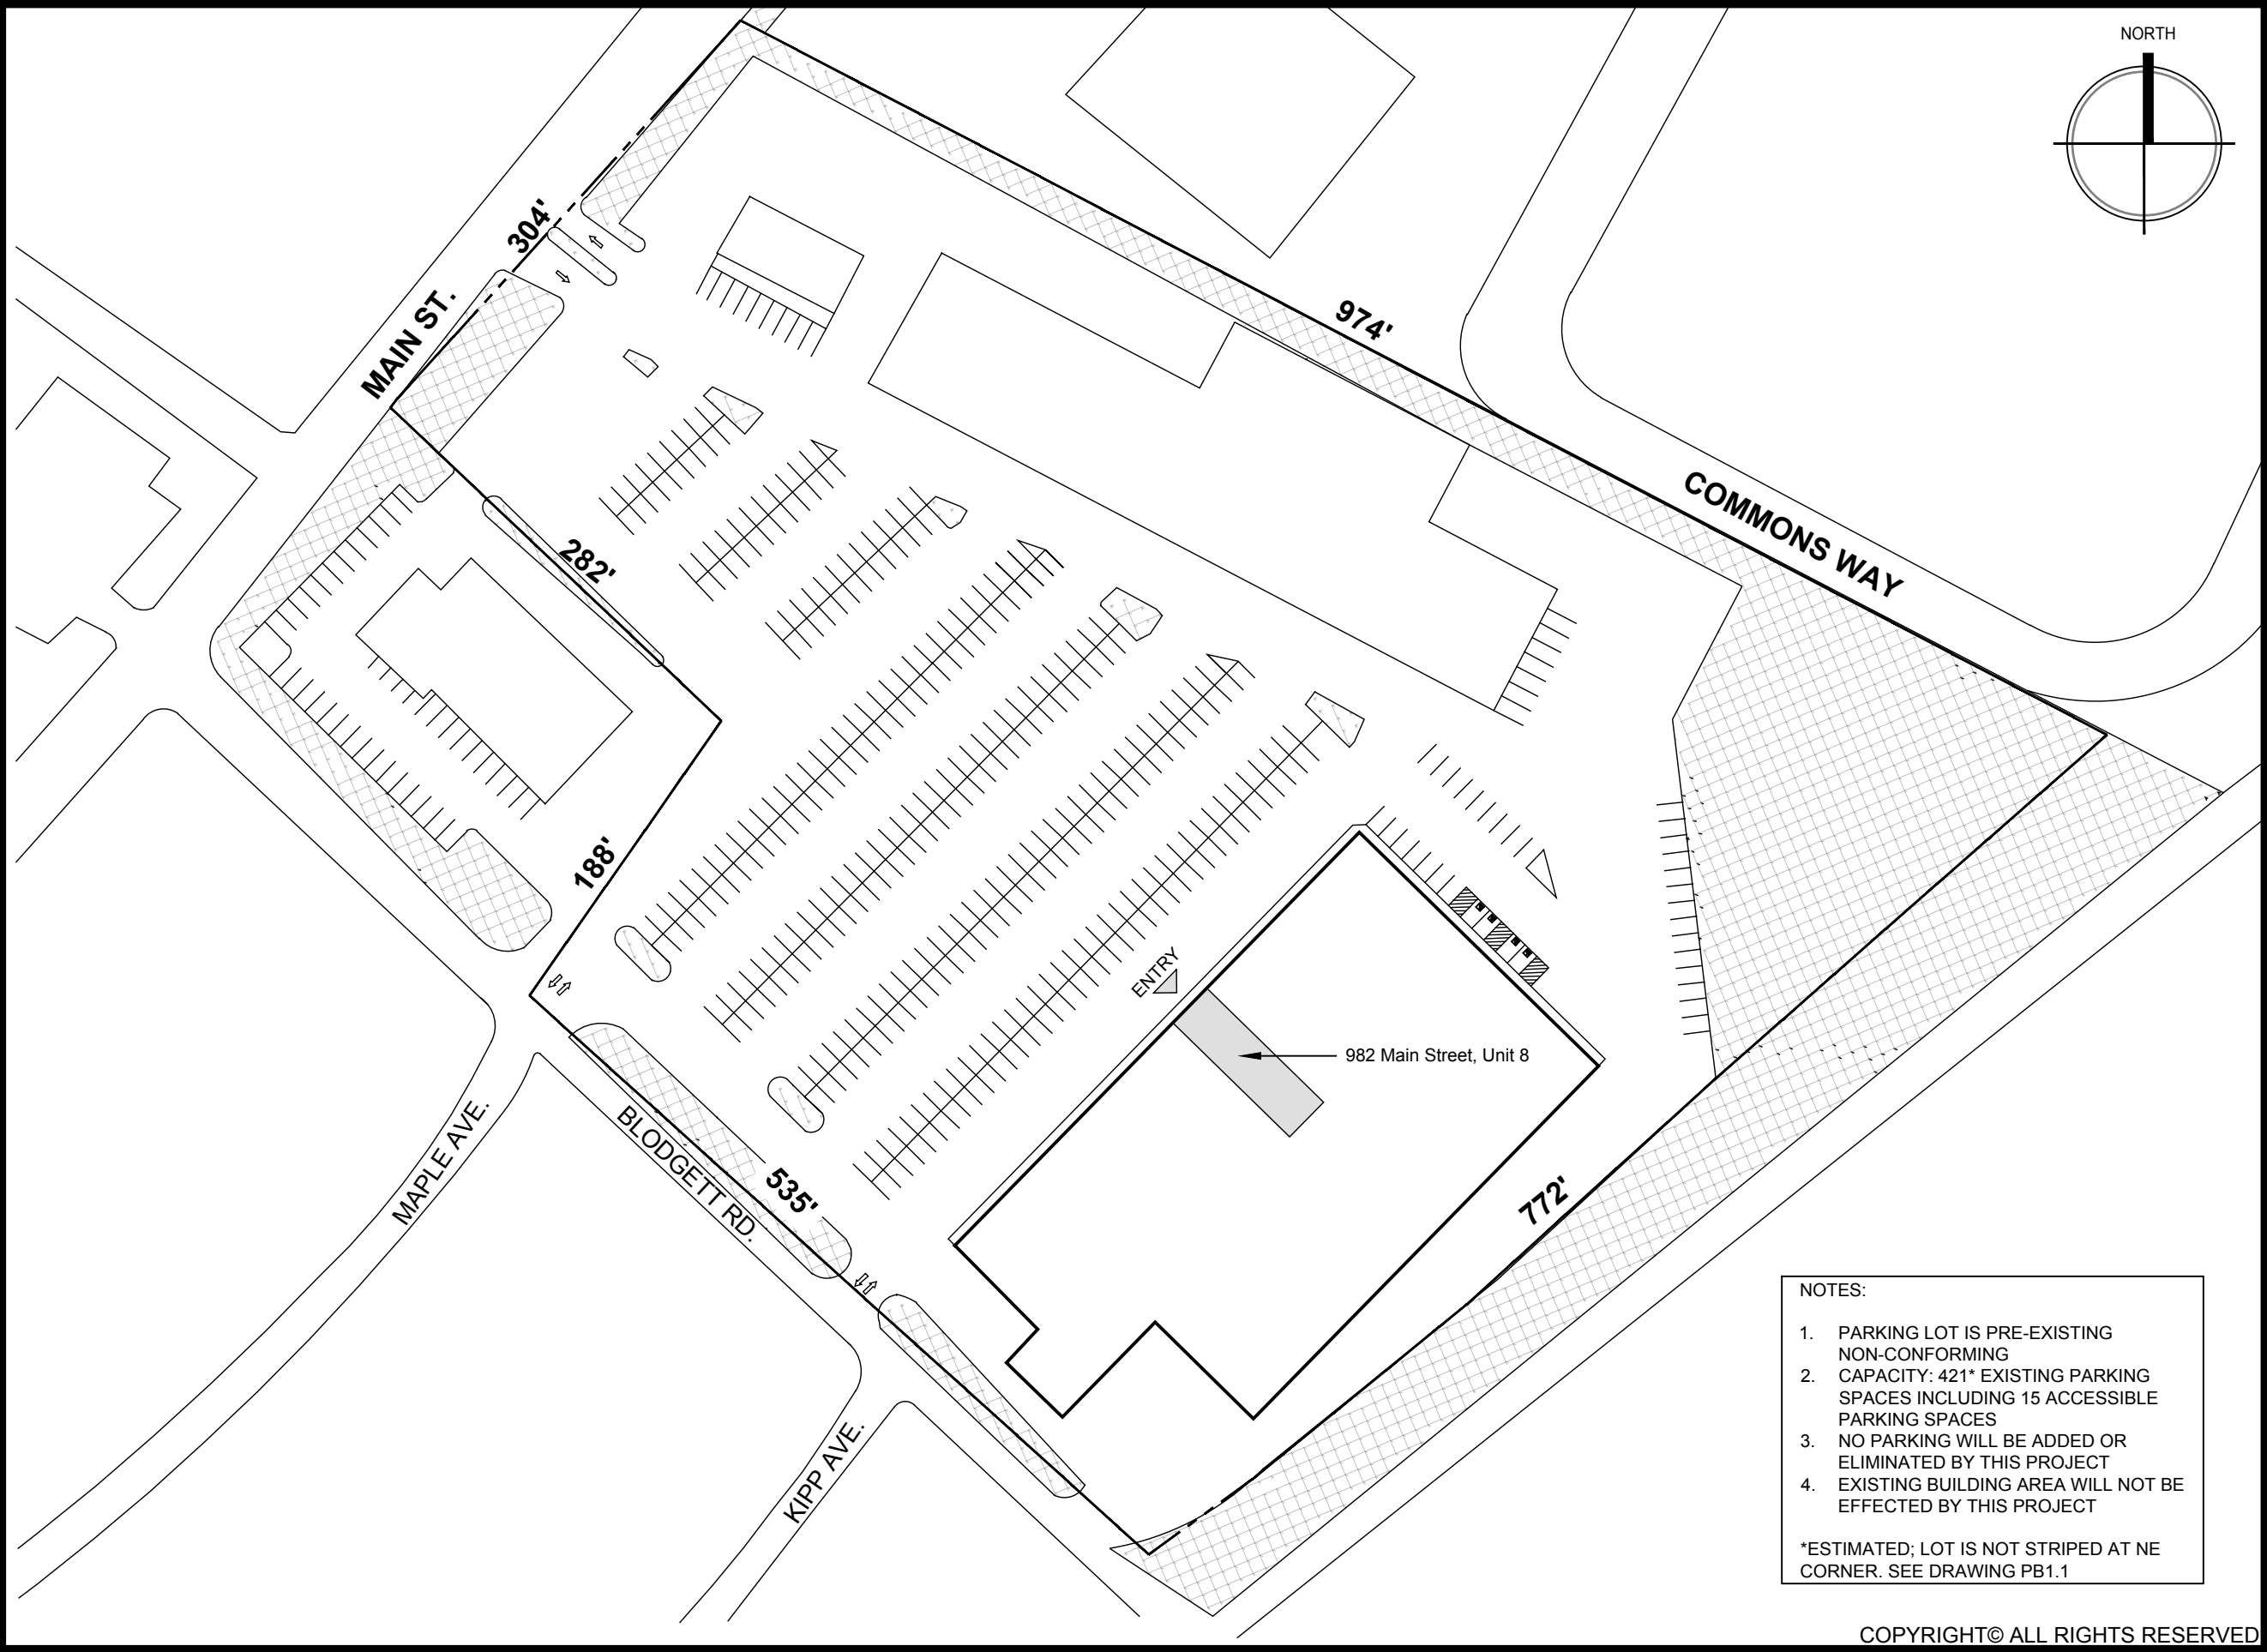 NORTH
304'
MAIN ST.
974'
COMMONS WAY
282'
188'
ENTRY
982 Main Street, Unit 8
MAPLE AVE.
BLODGETT RD.
535'
772'
KIPP AVE.
NOTES:
1. PARKING LOT IS PRE-EXISTING
NON-CONFORMING
2. CAPACITY: 421* EXISTING PARKING
SPACES INCLUDING 15 ACCESSIBLE
PARKING SPACES
3. NO PARKING WILL BE ADDED OR
ELIMINATED BY THIS PROJECT
4. EXISTING BUILDING AREA WILL NOT BE
EFFECTED BY THIS PROJECT
*ESTIMATED; LOT IS NOT STRIPED AT NE
CORNER. SEE DRAWING PB1.1
COPYRIGHT© ALL RIGHTS RESERVED